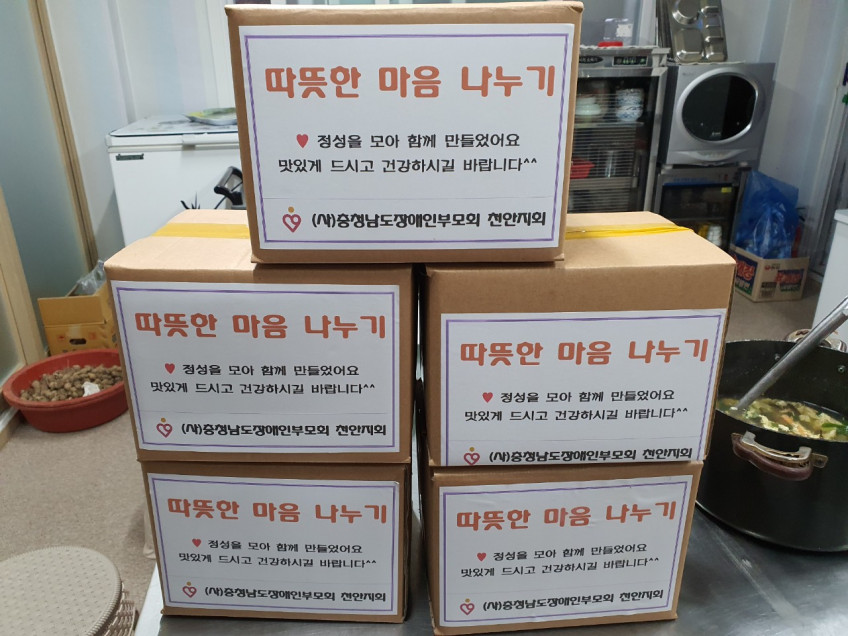 따뜻한 마음 나누기
♥ 정성을 모아 함께 만들었어요
맛있게 드시고 건강하시길 바랍니다^^
(사)충청남도장애인부모회 천안지회
따뜻한 마음 나누기
♥ 정성을 모아 함께 만들었어요
맛있게 드시고 건강하시길 바랍니다^^
(사)충청남도장애인부모회 천안지회
따뜻한 마음 나누기
♥ 정성을 모아 함께 만들었어요
맛있게 드시고 건강하시길 바랍니다^^
(사)충청남도장애인부모회 천안지회
따뜻한 마음 나누기
♥ 정성을 모아 함께 만들었어요
맛있게 드시고 건강하시길 바랍니다^^
(사)충청남도장애인부모회 천안지회
따뜻한 마음 나누기
♥ 정성을 모아 함께 만들었어요
맛있게 드시고 건강하시길 바랍니다^^
(사)충청남도장애인부모회 천안지회